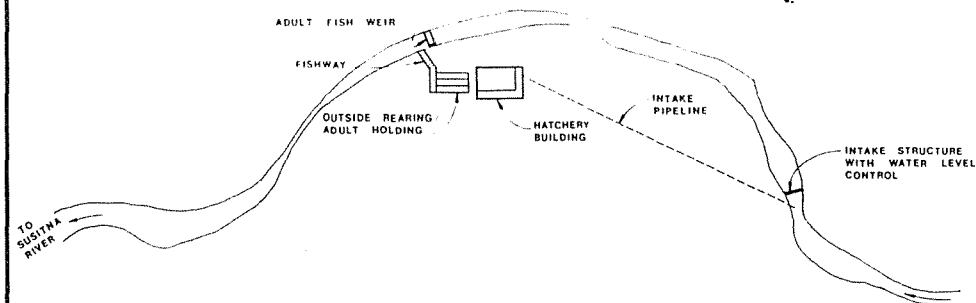 ADULT FISH WEIR
FISHWAY
OUTSIDE REARING/
ADULT HOLDING
HATCHERY
BUILDING
INTAKE
PIPELINE
INTAKE STRUCTURE
WITH WATER LEVEL
CONTROL
TO
SUSITNA
RIVER